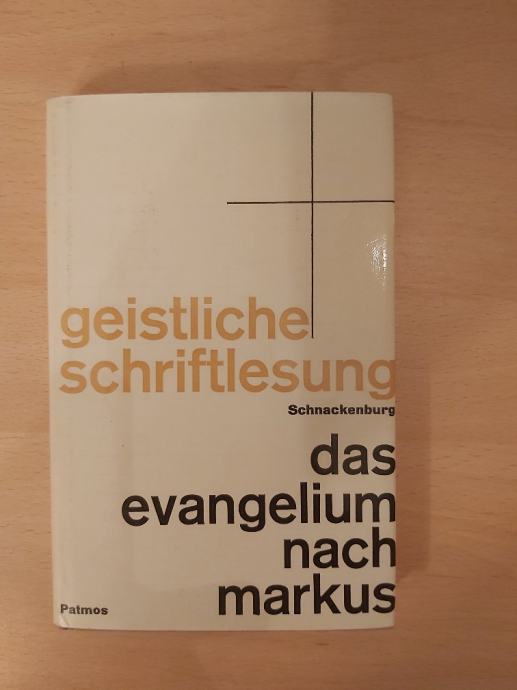 geistliche
schriftlesung
Schnackenburg
das
evangelium
nach
markus
Patmos